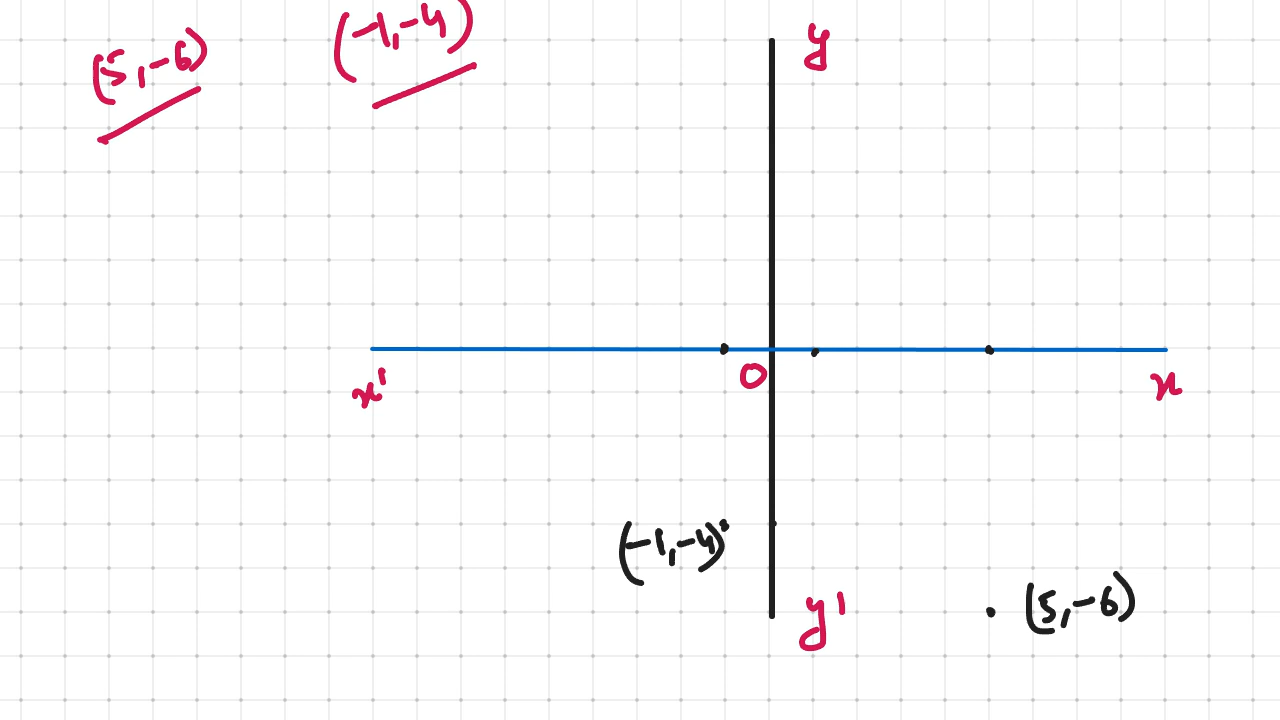 (5,-6)
(-1,-4)
y
x'
O
x
(-1,-4)
y'
(5,-6)